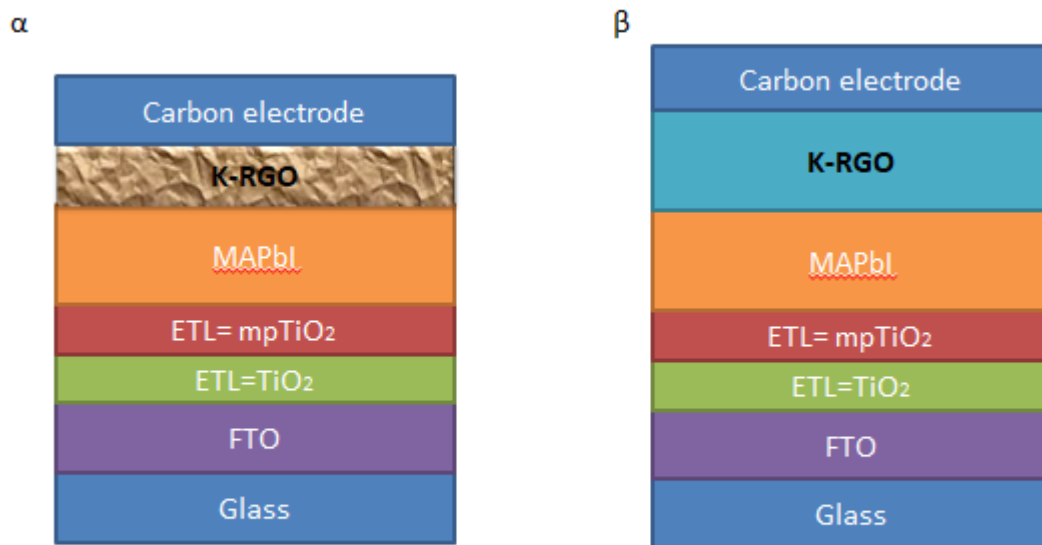 α
Carbon electrode
K-RGO
MAPbI
ETL= mpTiO2
ETL=TiO2
FTO
Glass
β
Carbon electrode
K-RGO
MAPbI
ETL= mpTiO2
ETL=TiO2
FTO
Glass